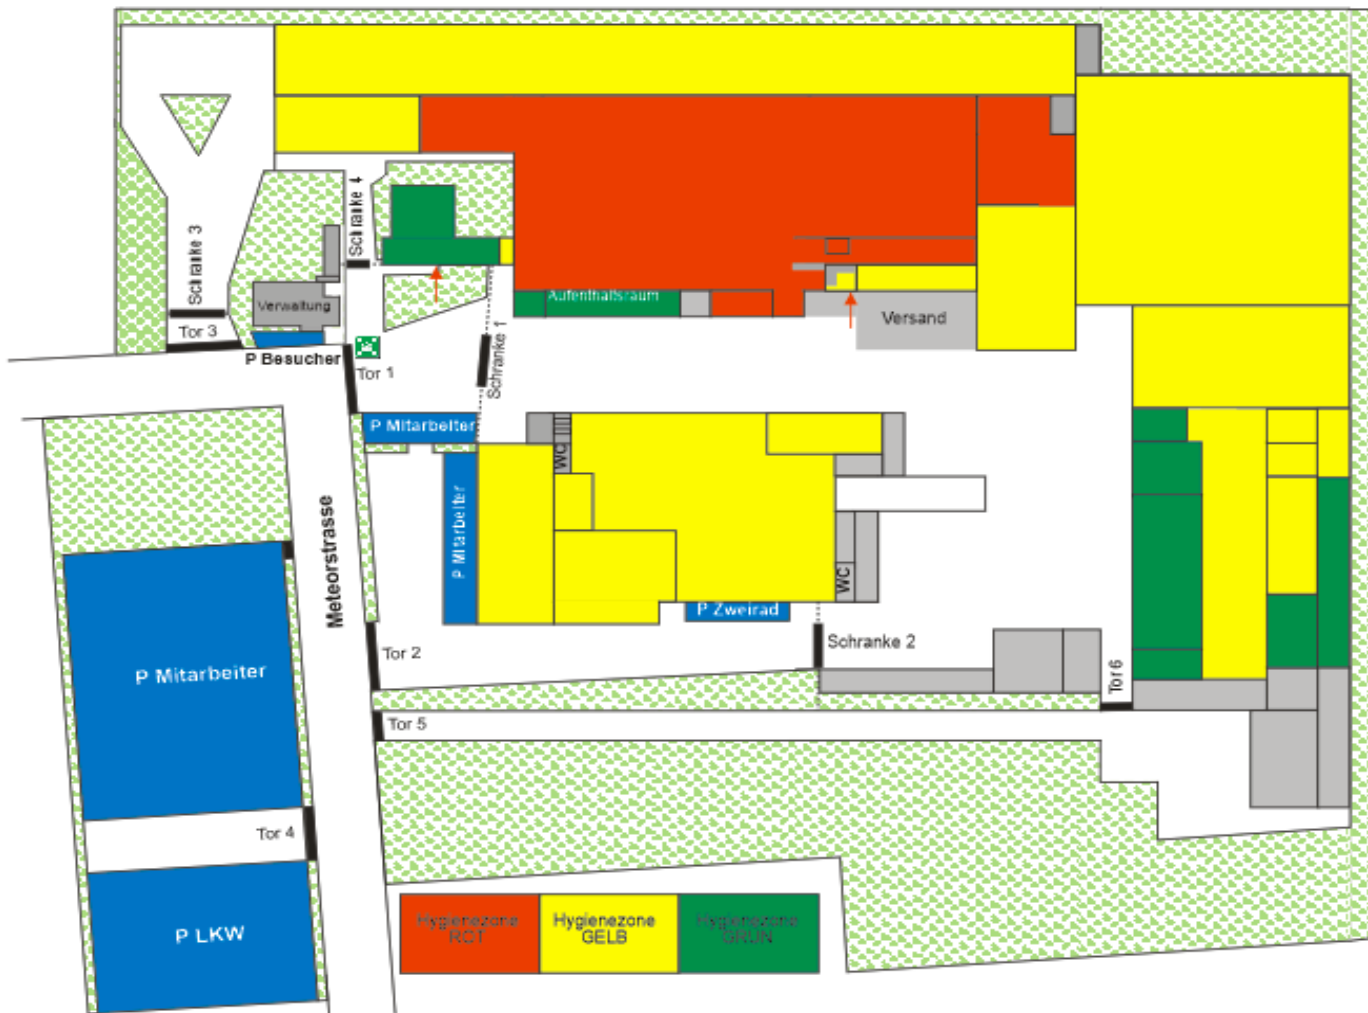 Schranke 4
Schranke 3
Verwaltung
Aufenthaltsraum
Versand
Tor 3
P Besucher
Tor 1
Schranke 1
P Mitarbeiter
WC
P Mitarbeiter
Meteorstrasse
WC
P Zweirad
Schranke 2
Tor 2
P Mitarbeiter
Tor 6
Tor 5
Tor 4
P LKW
Hygienezone
ROT
Hygienezone
GELB
Hygienezone
GRÜN